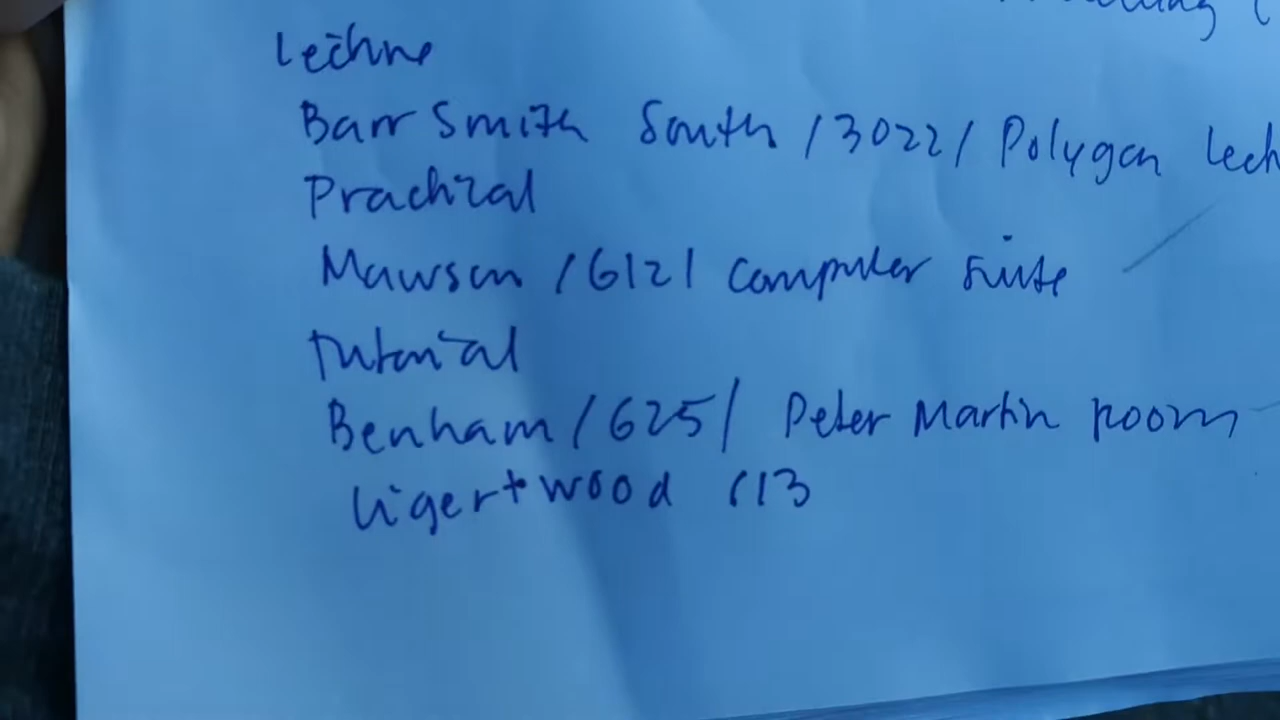 Lecture
Barr Smith South / 3022 / Polygon Lect
Practical
Mawson / G121 computer suite
Tutorial
Benham / G25 / Peter Martin Room
Ligertwood 113